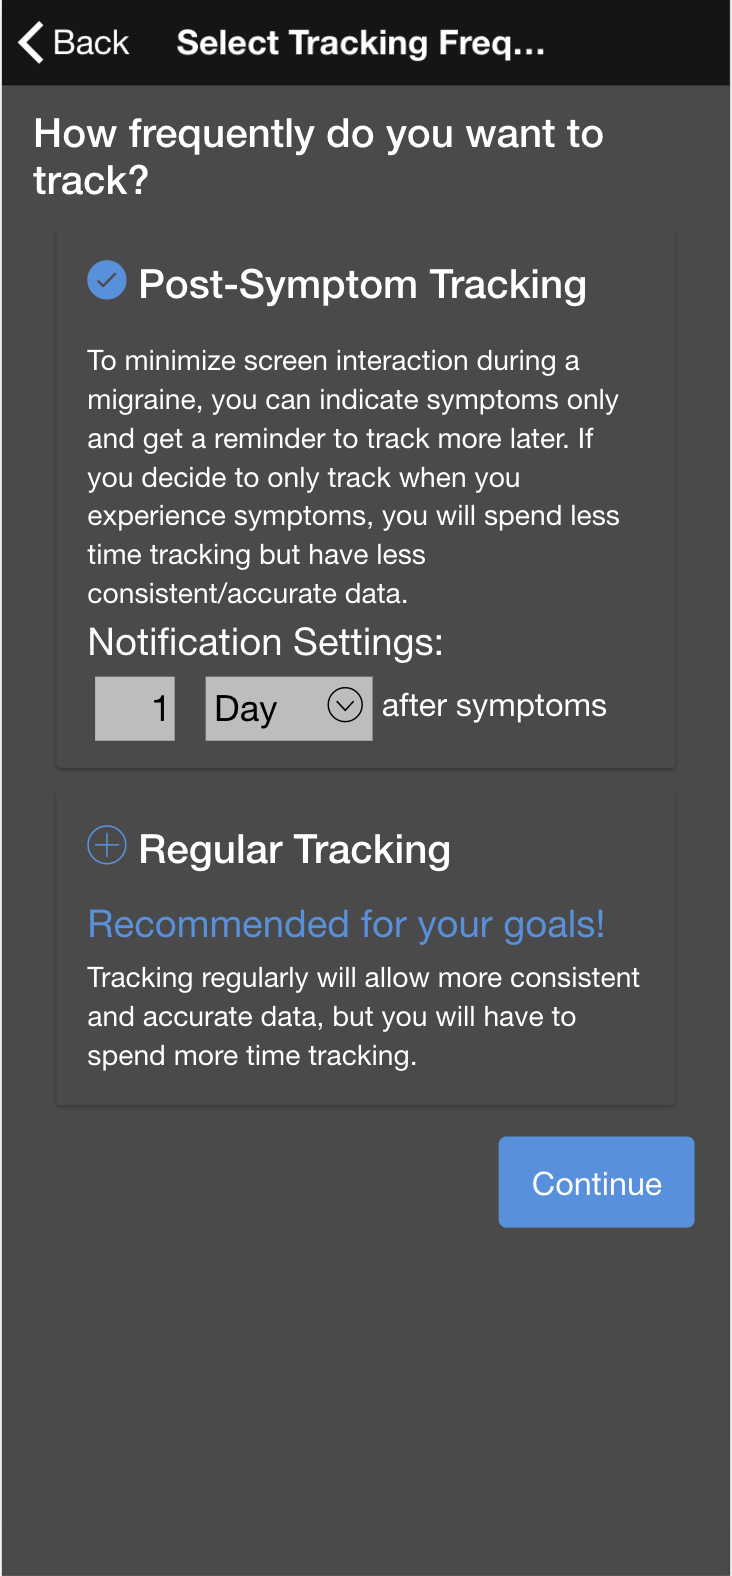 Back Select Tracking Freq...
How frequently do you want to
track?
Post-Symptom Tracking
To minimize screen interaction during a
migraine, you can indicate symptoms only
and get a reminder to track more later. If
you decide to only track when you
experience symptoms, you will spend less
time tracking but have less
consistent/accurate data.
Notification Settings:
1 Day after symptoms
Regular Tracking
Recommended for your goals!
Tracking regularly will allow more consistent
and accurate data, but you will have to
spend more time tracking.
Continue